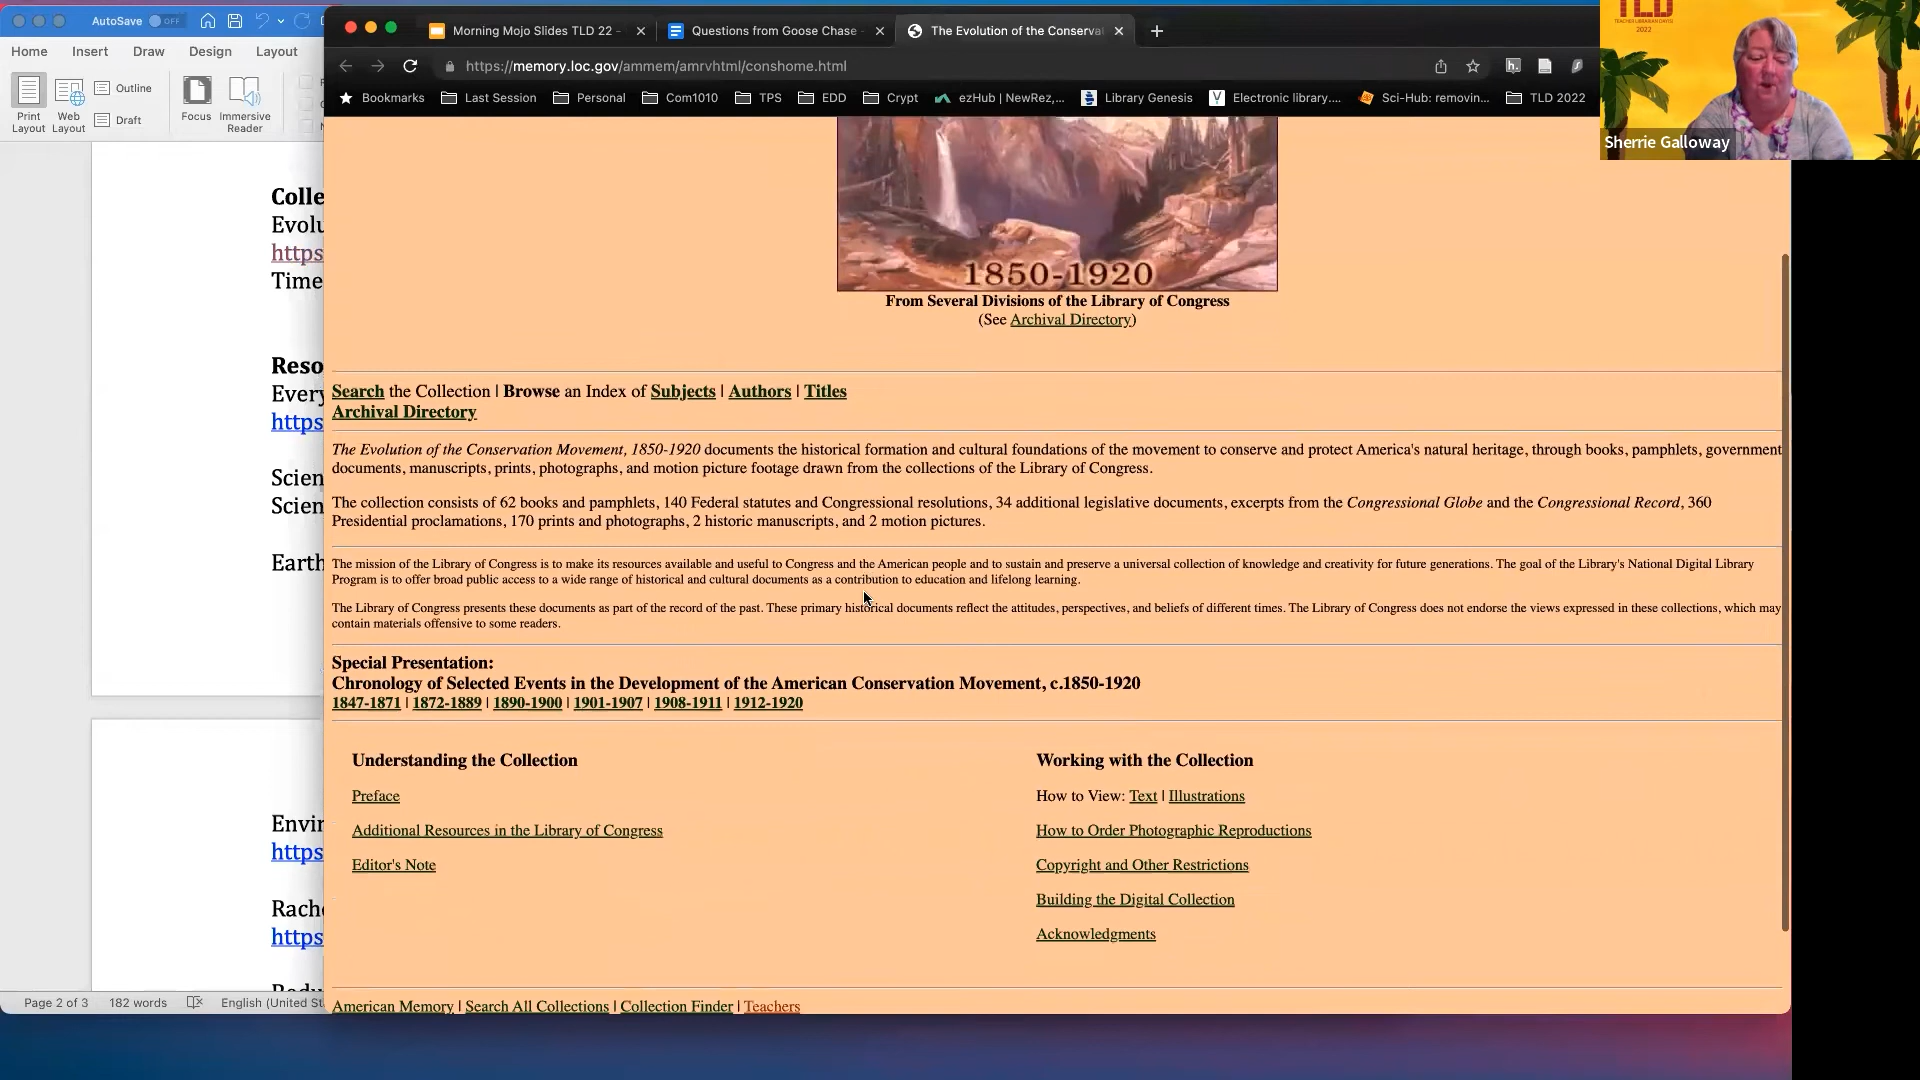 AutoSave OFF
Home Insert Draw Design Layout
Print Layout
Web Layout
Outline
Draft
Focus
Immersive Reader
Colle
Evolu
https
Time
Reso
Every
https
Scien
Scien
Earth
Envir
https
Rache
https
Page 2 of 3 182 words English (United St
Morning Mojo Slides TLD 22 -
Questions from Goose Chase -
The Evolution of the Conserva
https://memory.loc.gov/ammem/amrvhtml/conshome.html
Bookmarks Last Session Personal Com1010 TPS EDD Crypt ezHub | NewRez,... Library Genesis Electronic library.... Sci-Hub: removin... TLD 2022
TLD
TEACHER LIBRARIAN DAY(S)
2022
Sherrie Galloway
1850-1920
From Several Divisions of the Library of Congress
(See Archival Directory)
Search the Collection | Browse an Index of Subjects | Authors | Titles
Archival Directory
The Evolution of the Conservation Movement, 1850-1920 documents the historical formation and cultural foundations of the movement to conserve and protect America's natural heritage, through books, pamphlets, government
documents, manuscripts, prints, photographs, and motion picture footage drawn from the collections of the Library of Congress.
The collection consists of 62 books and pamphlets, 140 Federal statutes and Congressional resolutions, 34 additional legislative documents, excerpts from the Congressional Globe and the Congressional Record, 360
Presidential proclamations, 170 prints and photographs, 2 historic manuscripts, and 2 motion pictures.
The mission of the Library of Congress is to make its resources available and useful to Congress and the American people and to sustain and preserve a universal collection of knowledge and creativity for future generations. The goal of the Library's National Digital Library
Program is to offer broad public access to a wide range of historical and cultural documents as a contribution to education and lifelong learning.
The Library of Congress presents these documents as part of the record of the past. These primary historical documents reflect the attitudes, perspectives, and beliefs of different times. The Library of Congress does not endorse the views expressed in these collections, which may
contain materials offensive to some readers.
Special Presentation:
Chronology of Selected Events in the Development of the American Conservation Movement, c.1850-1920
1847-1871 | 1872-1889 | 1890-1900 | 1901-1907 | 1908-1911 | 1912-1920
Understanding the Collection
Preface
Additional Resources in the Library of Congress
Editor's Note
Working with the Collection
How to View: Text | Illustrations
How to Order Photographic Reproductions
Copyright and Other Restrictions
Building the Digital Collection
Acknowledgments
American Memory | Search All Collections | Collection Finder | Teachers